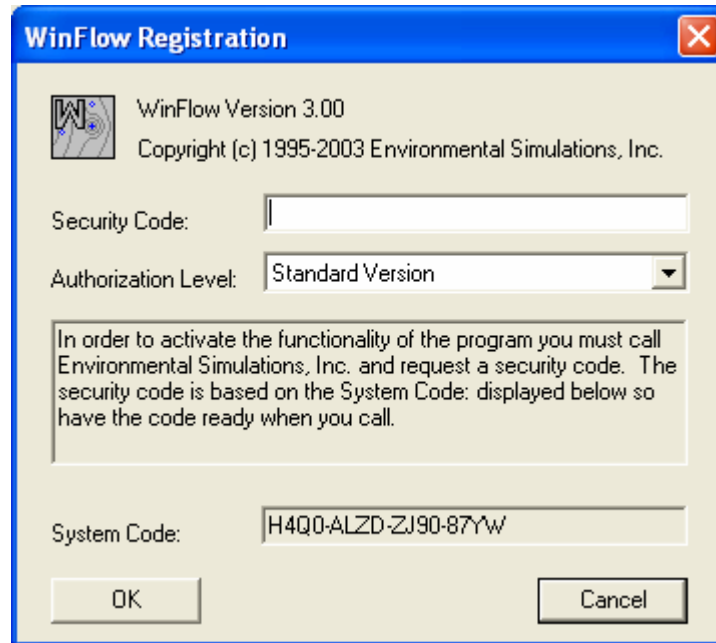 WinFlow Registration
WinFlow Version 3.00
Copyright (c) 1995-2003 Environmental Simulations, Inc.
Security Code:
Authorization Level: Standard Version
In order to activate the functionality of the program you must call
Environmental Simulations, Inc. and request a security code. The
security code is based on the System Code: displayed below so
have the code ready when you call.
System Code: H4Q0-ALZD-ZJ90-87YW
OK Cancel